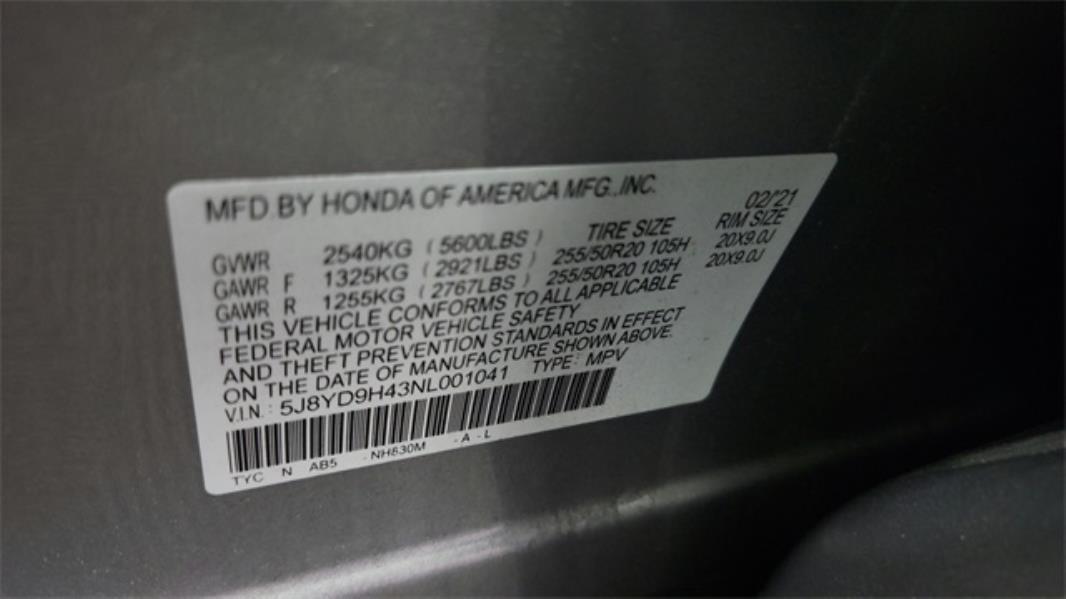 MFD.BY HONDA OF AMERICA MFG.,INC. 02/21
TIRE SIZE RIM SIZE
GVWR 2540KG (5600LBS)
GAWR F 1325KG (2921LBS) 255/50R20 105H 20X9.0J
GAWR R 1255KG (2767LBS) 255/50R20 105H 20X9.0J
THIS VEHICLE CONFORMS TO ALL APPLICABLE
FEDERAL MOTOR VEHICLE SAFETY
AND THEFT PREVENTION STANDARDS IN EFFECT
ON THE DATE OF MANUFACTURE SHOWN ABOVE.
V.I.N.: 5J8YD9H43NL001041 TYPE: MPV
TYC N AB5 -NH830M -A -L